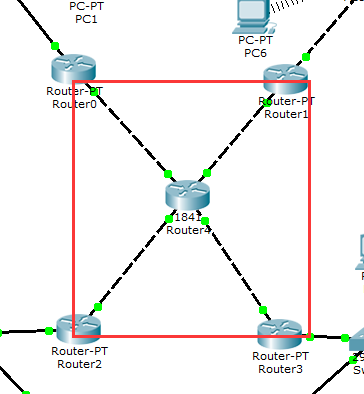 PC-PT
PC1
PC-PT
PC6
Router-PT
Router0
Router-PT
Router1
1841
Router4
Router-PT
Router2
Router-PT
Router3